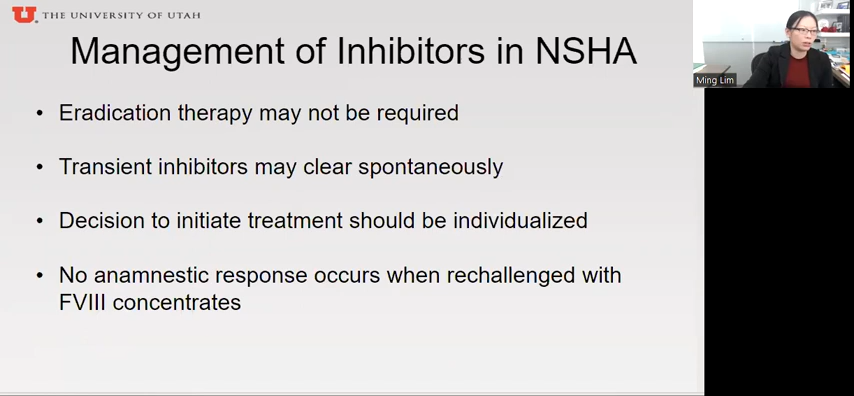 THE UNIVERSITY OF UTAH
Management of Inhibitors in NSHA
Ming Lim
• Eradication therapy may not be required
• Transient inhibitors may clear spontaneously
• Decision to initiate treatment should be individualized
• No anamnestic response occurs when rechallenged with
FVIII concentrates